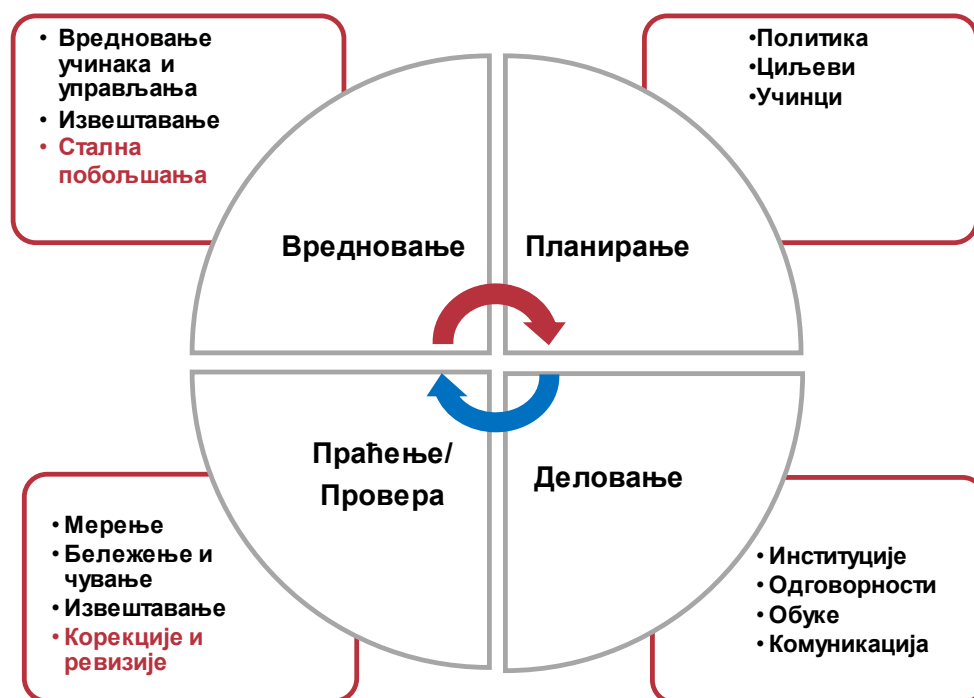 • Вредновање
учинака и
управљања
• Извештавање
• Стална
побољшања
•Политика
•Циљеви
•Учинци
Вредновање
Планирање
Праћење/
Провера
Деловање
• Мерење
• Бележење и
чување
• Извештавање
• Корекције и
ревизије
• Институције
• Одговорности
• Обуке
• Комуникација